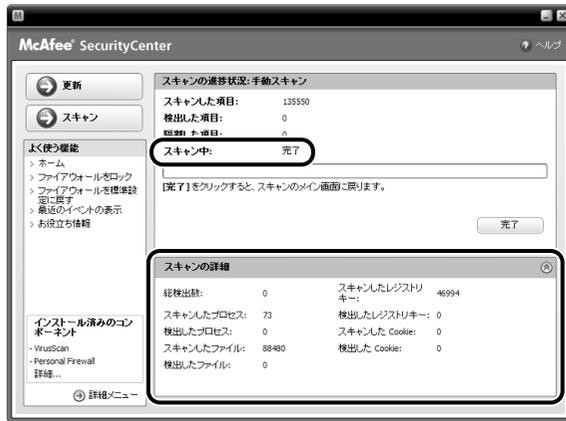 M
McAfee® SecurityCenter
ヘルプ
更新
スキャン
よく使う機能
> ホーム
> ファイアウォールをロック
> ファイアウォールを標準設
定に戻す
> 最近のイベントの表示
> お役立ち情報
インストール済みのコン
ポーネント
- VirusScan
- Personal Firewall
詳細...
詳細メニュー
スキャンの進捗状況: 手動スキャン
スキャンした項目: 135550
検出した項目: 0
隔離した項目: 0
スキャン中: 完了
[完了] をクリックすると、スキャンのメイン画面に戻ります。
完了
スキャンの詳細
総検出数: 0
スキャンしたプロセス: 73
検出したプロセス: 0
スキャンしたファイル: 88480
検出したファイル: 0
スキャンしたレジストリ
キー: 46994
検出したレジストリキー: 0
スキャンした Cookie: 0
検出した Cookie: 0